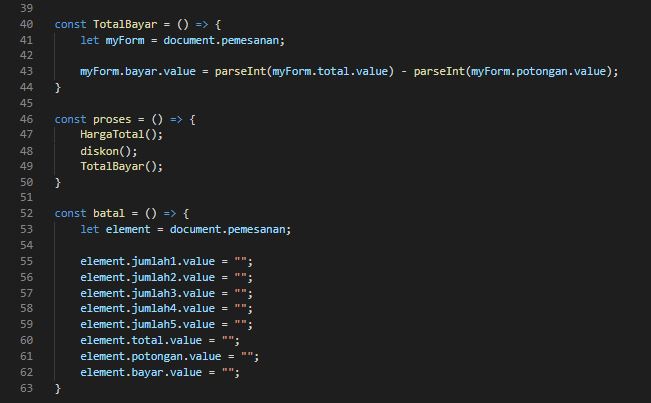 39
40 const TotalBayar = () => {
41 let myForm = document.pemesanan;
42
43 myForm.bayar.value = parseInt(myForm.total.value) - parseInt(myForm.potongan.value);
44 }
45
46 const proses = () => {
47 HargaTotal();
48 diskon();
49 TotalBayar();
50 }
51
52 const batal = () => {
53 let element = document.pemesanan;
54
55 element.jumlah1.value = "";
56 element.jumlah2.value = "";
57 element.jumlah3.value = "";
58 element.jumlah4.value = "";
59 element.jumlah5.value = "";
60 element.total.value = "";
61 element.potongan.value = "";
62 element.bayar.value = "";
63 }